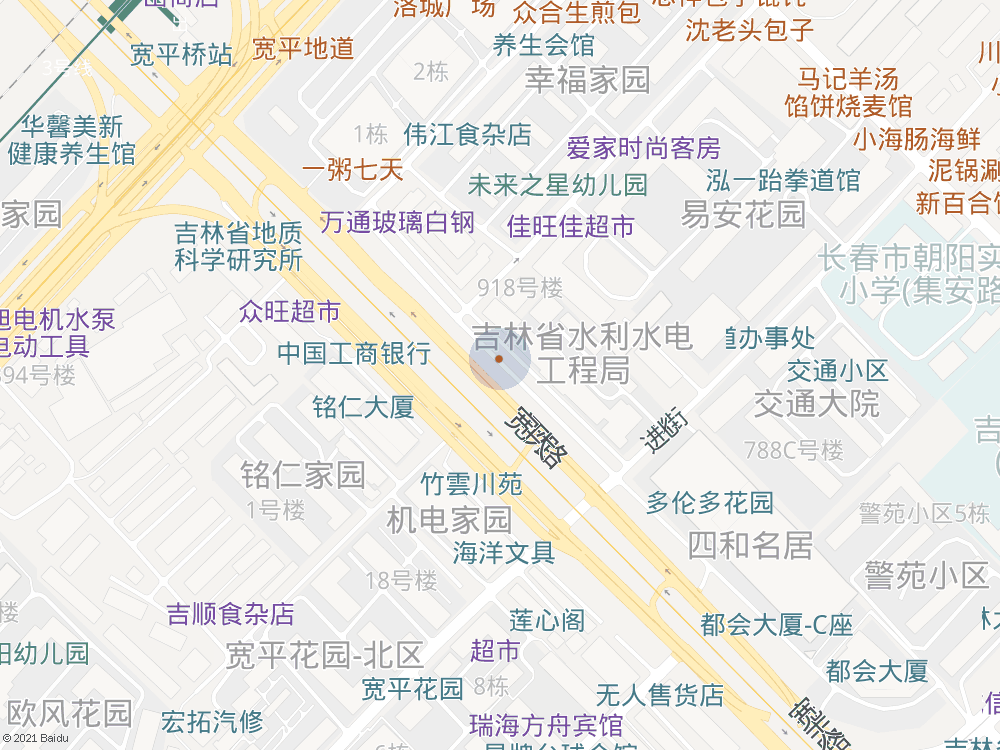 洛城广场
众合生煎包
沈老头包子
宽平桥站
宽平地道
养生会馆
3号线
2栋
幸福家园
马记羊汤
馅饼烧麦馆
华馨美新
健康养生馆
1栋
伟江食杂店
爱家时尚客房
小海肠海鲜
一粥七天
未来之星幼儿园
泓一跆拳道馆
泥锅涮
新百合
家园
万通玻璃白钢
佳旺佳超市
易安花园
吉林省地质
科学研究所
长春市朝阳实
小学(集安路
918号楼
众旺超市
电机水泵
电动工具
吉林省水利水电
工程局
道办事处
中国工商银行
交通小区
894号楼
铭仁大厦
交通大院
宽平大路
进化街
788C号楼
铭仁家园
竹雲川苑
1号楼
多伦多花园
机电家园
警苑小区5栋
海洋文具
四和名居
18号楼
警苑小区
吉顺食杂店
莲心阁
都会大厦-C座
阳幼儿园
宽平花园-北区
超市
都会大厦
宽平花园
8栋
无人售货店
欧风花园
宏拓汽修
瑞海方舟宾馆
© 2021 Baidu